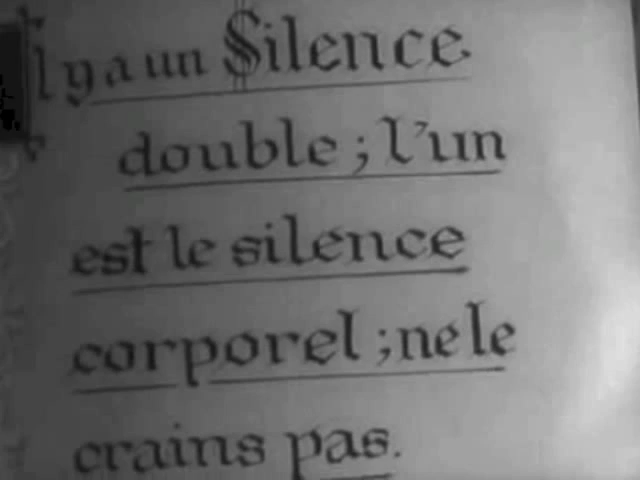 Il y a un Silence
double ; l'un
est le silence
corporel ; ne le
crains pas.